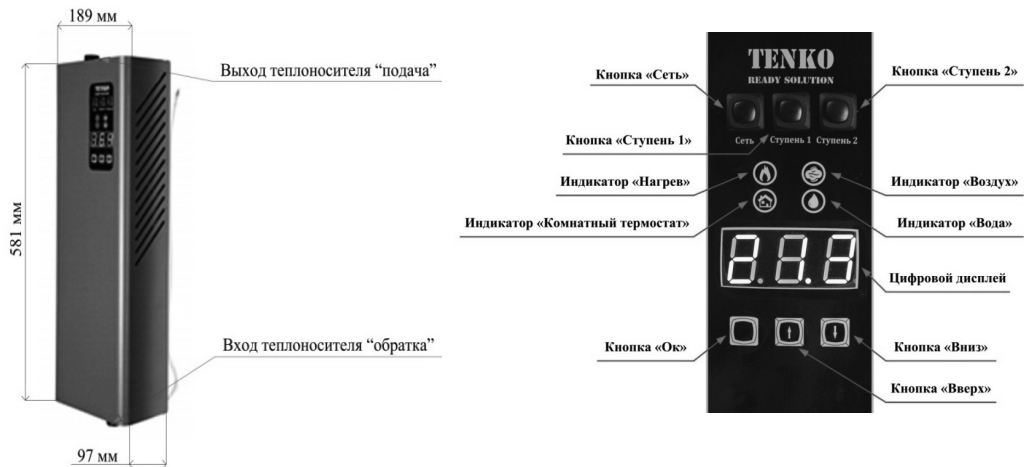 189 мм
Выход теплоносителя “подача”
581 мм
Вход теплоносителя “обратка”
97 мм
TENKO
READY SOLUTION
Кнопка «Сеть»
Кнопка «Ступень 2»
Кнопка «Ступень 1»
Сеть Ступень 1 Ступень 2
Индикатор «Нагрев»
Индикатор «Воздух»
Индикатор «Комнатный термостат»
Индикатор «Вода»
21.3
Цифровой дисплей
Кнопка «Ок»
Кнопка «Вниз»
Кнопка «Вверх»